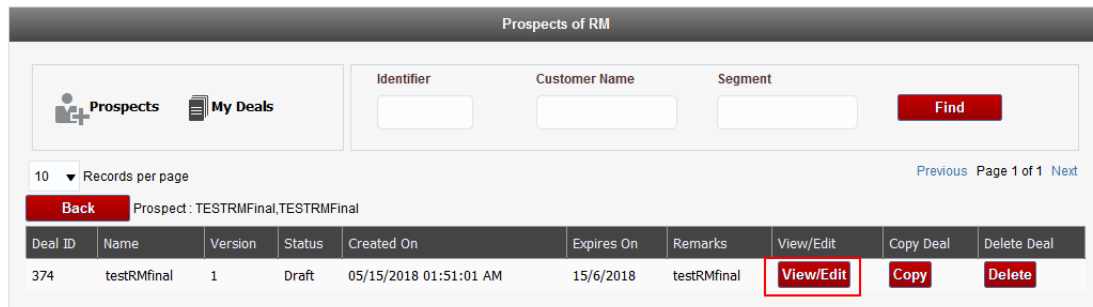 Prospects of RM
Identifier Customer Name Segment
Prospects My Deals Find
10 Records per page Previous Page 1 of 1 Next
Back Prospect : TESTRMFinal,TESTRMFinal
Deal ID Name Version Status Created On Expires On Remarks View/Edit Copy Deal Delete Deal
374 testRMfinal 1 Draft 05/15/2018 01:51:01 AM 15/6/2018 testRMfinal View/Edit Copy Delete